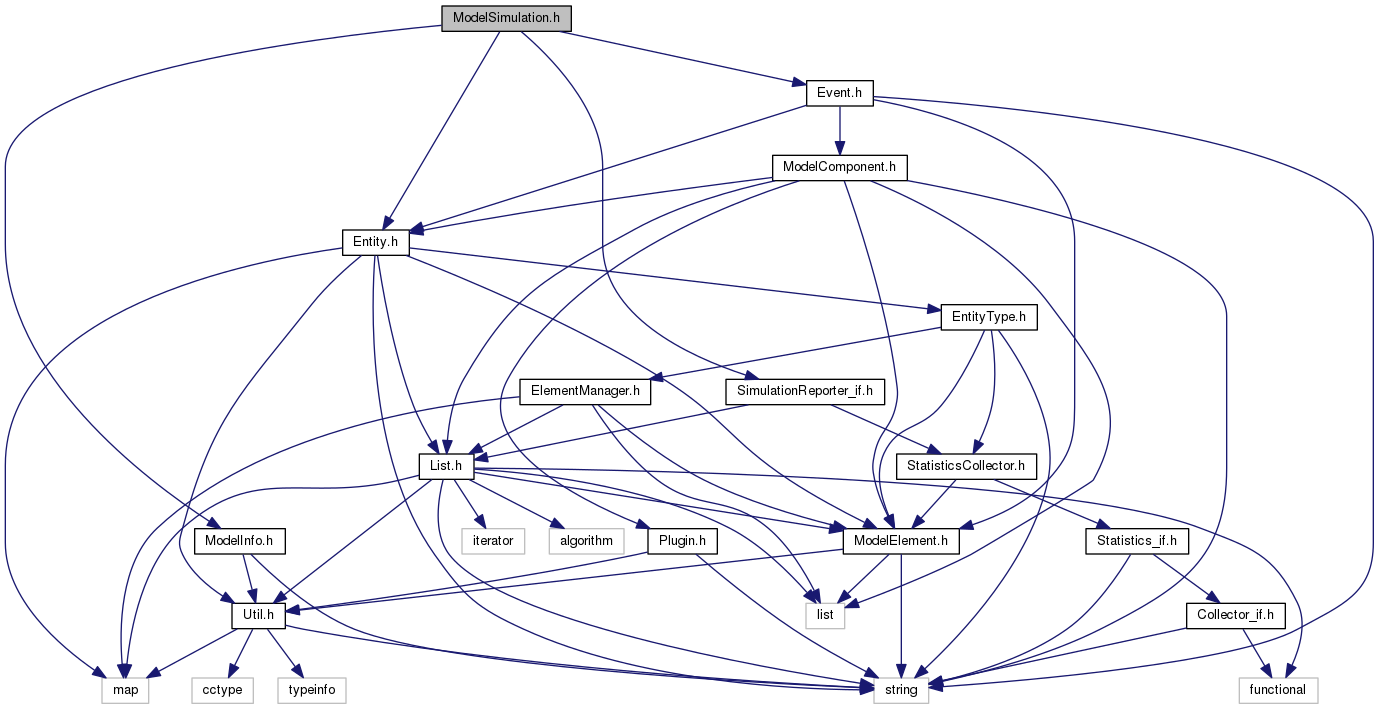 ModelSimulation.h
Event.h
ModelComponent.h
Entity.h
EntityType.h
ElementManager.h
SimulationReporter_if.h
List.h
StatisticsCollector.h
ModelInfo.h
iterator
algorithm
Plugin.h
ModelElement.h
Statistics_if.h
Util.h
list
Collector_if.h
map
cctype
typeinfo
string
functional